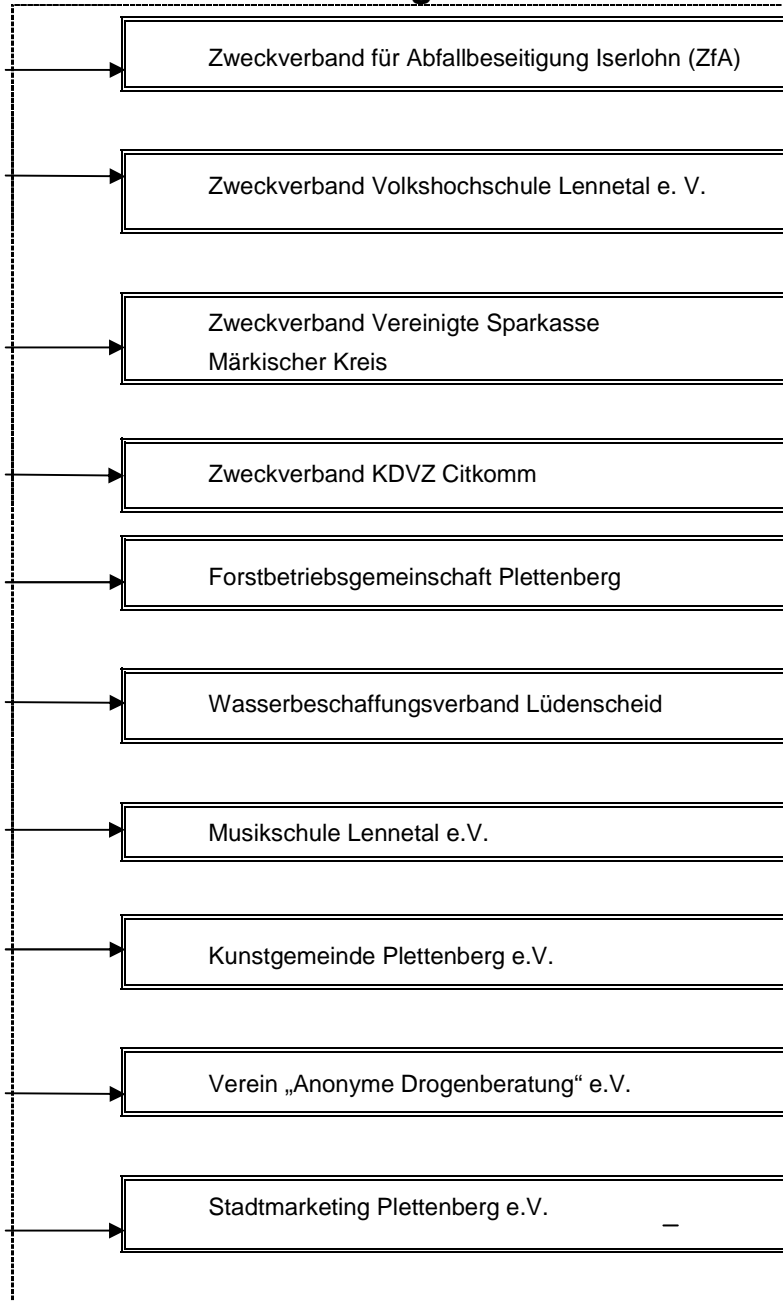 Zweckverband für Abfallbeseitigung Iserlohn (ZfA)
Zweckverband Volkshochschule Lennetal e. V.
Zweckverband Vereinigte Sparkasse
Märkischer Kreis
Zweckverband KDVZ Citkomm
Forstbetriebsgemeinschaft Plettenberg
Wasserbeschaffungsverband Lüdenscheid
Musikschule Lennetal e.V.
Kunstgemeinde Plettenberg e.V.
Verein „Anonyme Drogenberatung“ e.V.
Stadtmarketing Plettenberg e.V. _